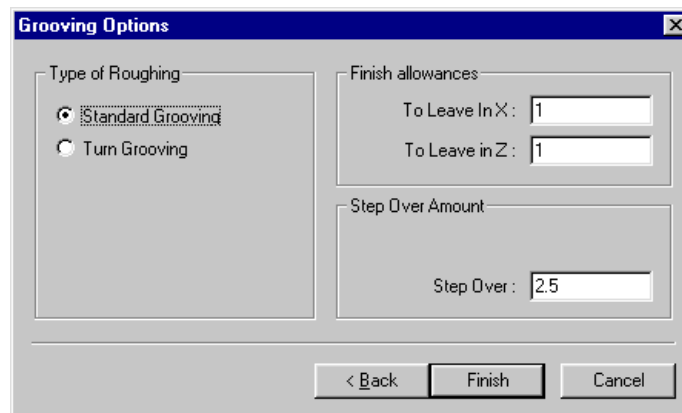 Grooving Options
Type of Roughing
Standard Grooving
Turn Grooving
Finish allowances
To Leave In X : 1
To Leave in Z : 1
Step Over Amount
Step Over : 2.5
< Back
Finish
Cancel